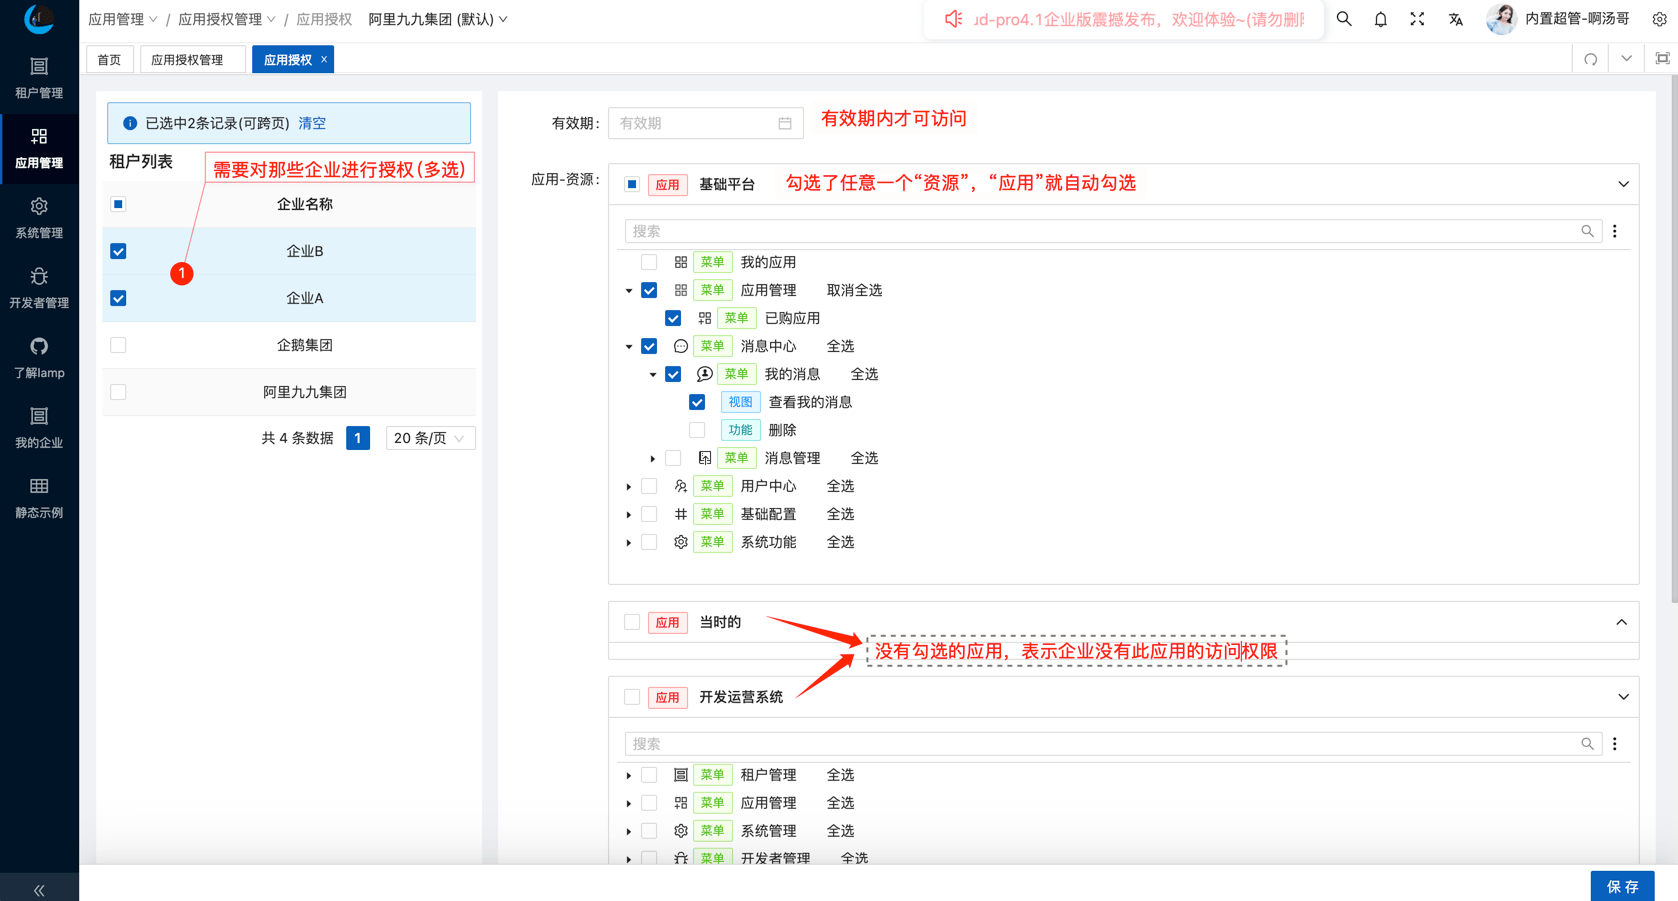 应用管理 / 应用授权管理 / 应用授权 阿里九九集团 (默认)
ud-pro4.1企业版震撼发布，欢迎体验~(请勿删
内置超管-啊汤哥
首页 应用授权管理 应用授权 x
租户管理
应用管理
系统管理
开发者管理
了解lamp
我的企业
静态示例
已选中2条记录(可跨页) 清空
租户列表
需要对那些企业进行授权(多选)
企业名称
企业B
1
企业A
企鹅集团
阿里九九集团
共 4 条数据 1 20 条/页
有效期: 有效期
有效期内才可访问
应用-资源:
应用 基础平台
勾选了任意一个“资源”，“应用”就自动勾选
搜索
菜单 我的应用
菜单 应用管理 取消全选
菜单 已购应用
菜单 消息中心 全选
菜单 我的消息 全选
视图 查看我的消息
功能 删除
菜单 消息管理 全选
菜单 用户中心 全选
菜单 基础配置 全选
菜单 系统功能 全选
应用 当时的
没有勾选的应用，表示企业没有此应用的访问权限
应用 开发运营系统
搜索
菜单 租户管理 全选
菜单 应用管理 全选
菜单 系统管理 全选
菜单 开发者管理 全选
保 存